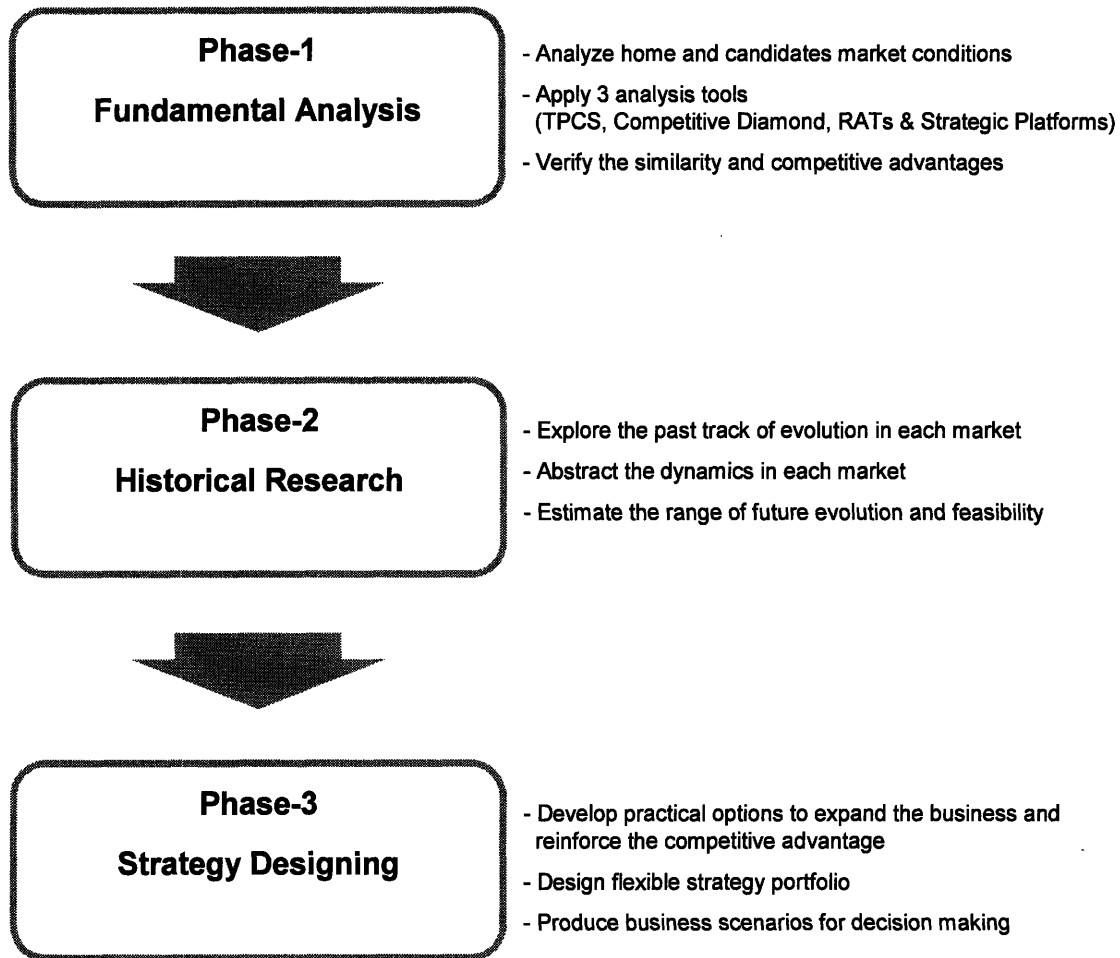 Phase-1
Fundamental Analysis
- Analyze home and candidates market conditions
- Apply 3 analysis tools
(TPCS, Competitive Diamond, RATs & Strategic Platforms)
- Verify the similarity and competitive advantages
Phase-2
Historical Research
- Explore the past track of evolution in each market
- Abstract the dynamics in each market
- Estimate the range of future evolution and feasibility
Phase-3
Strategy Designing
- Develop practical options to expand the business and
reinforce the competitive advantage
- Design flexible strategy portfolio
- Produce business scenarios for decision making